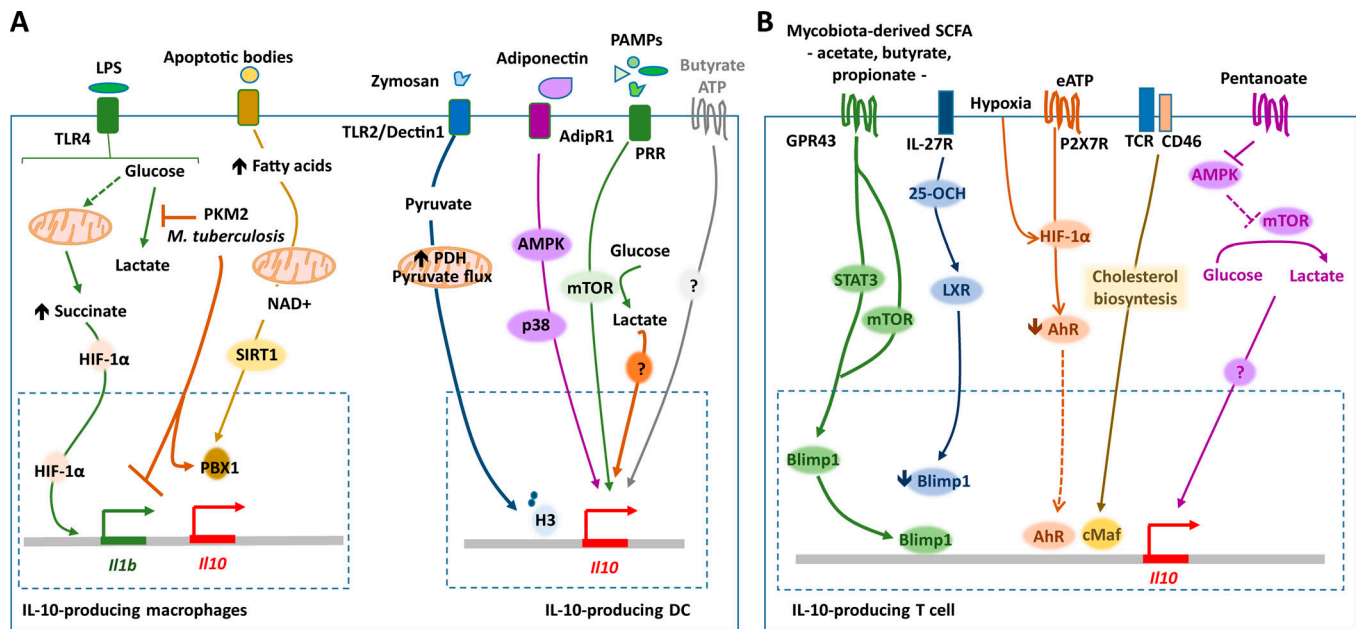 A
LPS
TLR4
Glucose
Lactate
Succinate
HIF-1α
HIF-1α
Il1b
Apoptotic bodies
Fatty acids
PKM2
M. tuberculosis
NAD+
SIRT1
PBX1
Il10
IL-10-producing macrophages
Zymosan
TLR2/Dectin1
Pyruvate
PDH
Pyruvate flux
H3
Adiponectin
AdipR1
AMPK
p38
PAMPs
PRR
mTOR
Glucose
Lactate
?
Butyrate
ATP
?
Il10
IL-10-producing DC
B
Mycobiota-derived SCFA
- acetate, butyrate,
propionate -
GPR43
STAT3
mTOR
Blimp1
Blimp1
IL-27R
25-OCH
LXR
Blimp1
Hypoxia
eATP
P2X7R
HIF-1α
AhR
AhR
TCR
CD46
Cholesterol
biosyntesis
cMaf
Pentanoate
AMPK
mTOR
Glucose
Lactate
?
Il10
IL-10-producing T cell